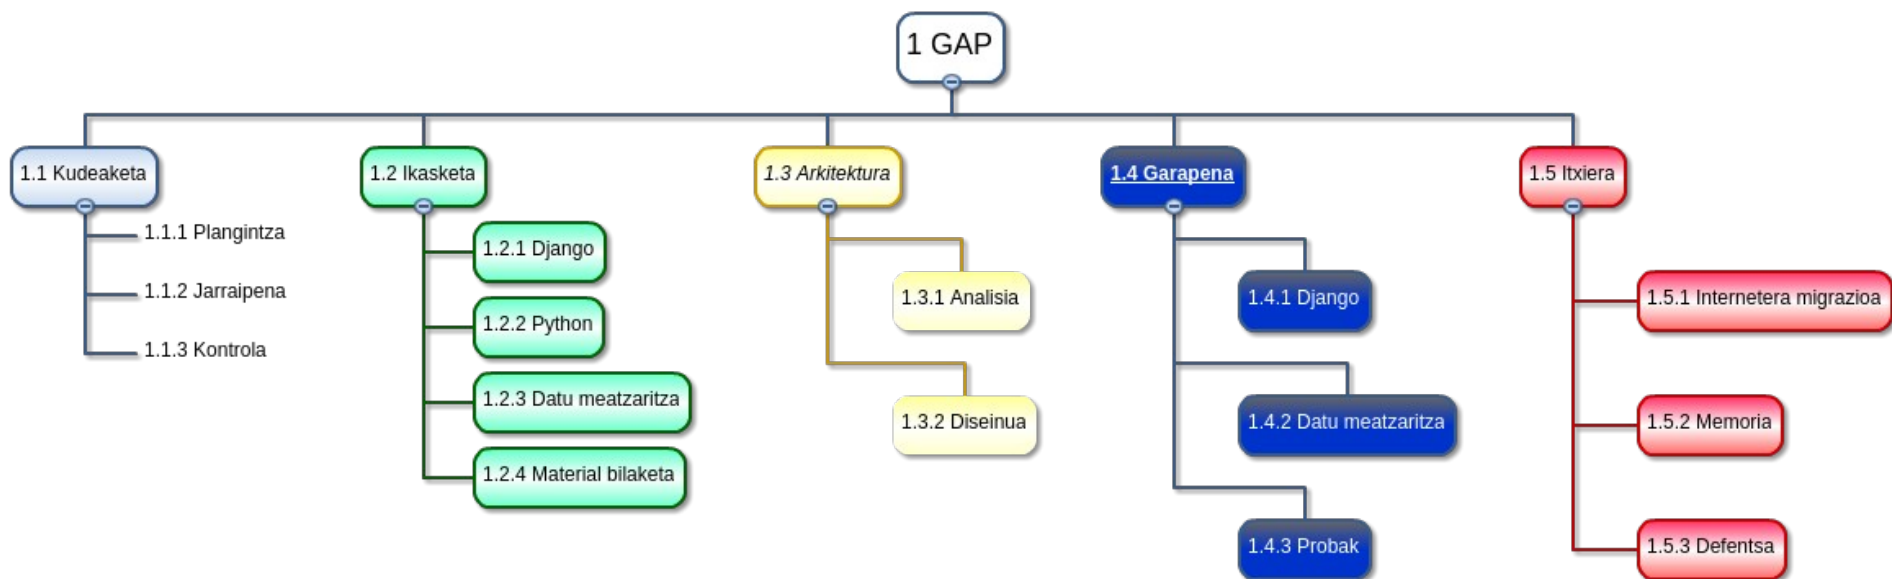 1 GAP
1.1 Kudeaketa
1.1.1 Plangintza
1.1.2 Jarraipena
1.1.3 Kontrola
1.2 Ikasketa
1.2.1 Django
1.2.2 Python
1.2.3 Datu meatzaritza
1.2.4 Material bilaketa
1.3 Arkitektura
1.3.1 Analisia
1.3.2 Diseinua
1.4 Garapena
1.4.1 Django
1.4.2 Datu meatzaritza
1.4.3 Probak
1.5 Itxiera
1.5.1 Internetera migrazioa
1.5.2 Memoria
1.5.3 Defentsa